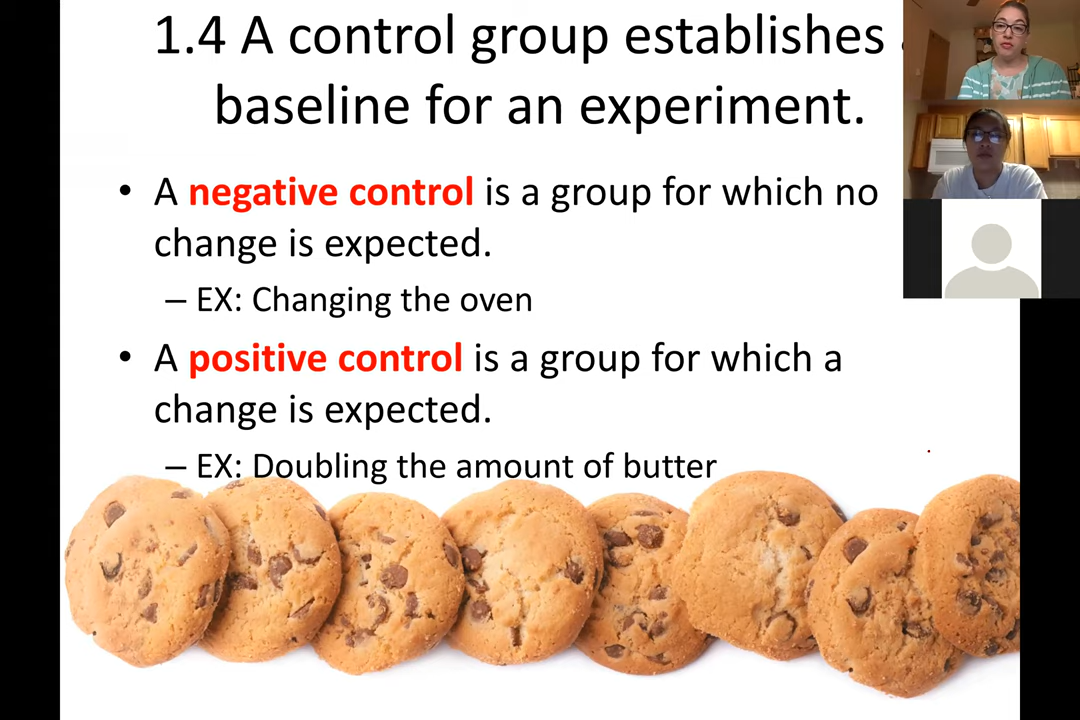 1.4 A control group establishes
baseline for an experiment.
• A negative control is a group for which no
change is expected.
– EX: Changing the oven
• A positive control is a group for which a
change is expected.
– EX: Doubling the amount of butter